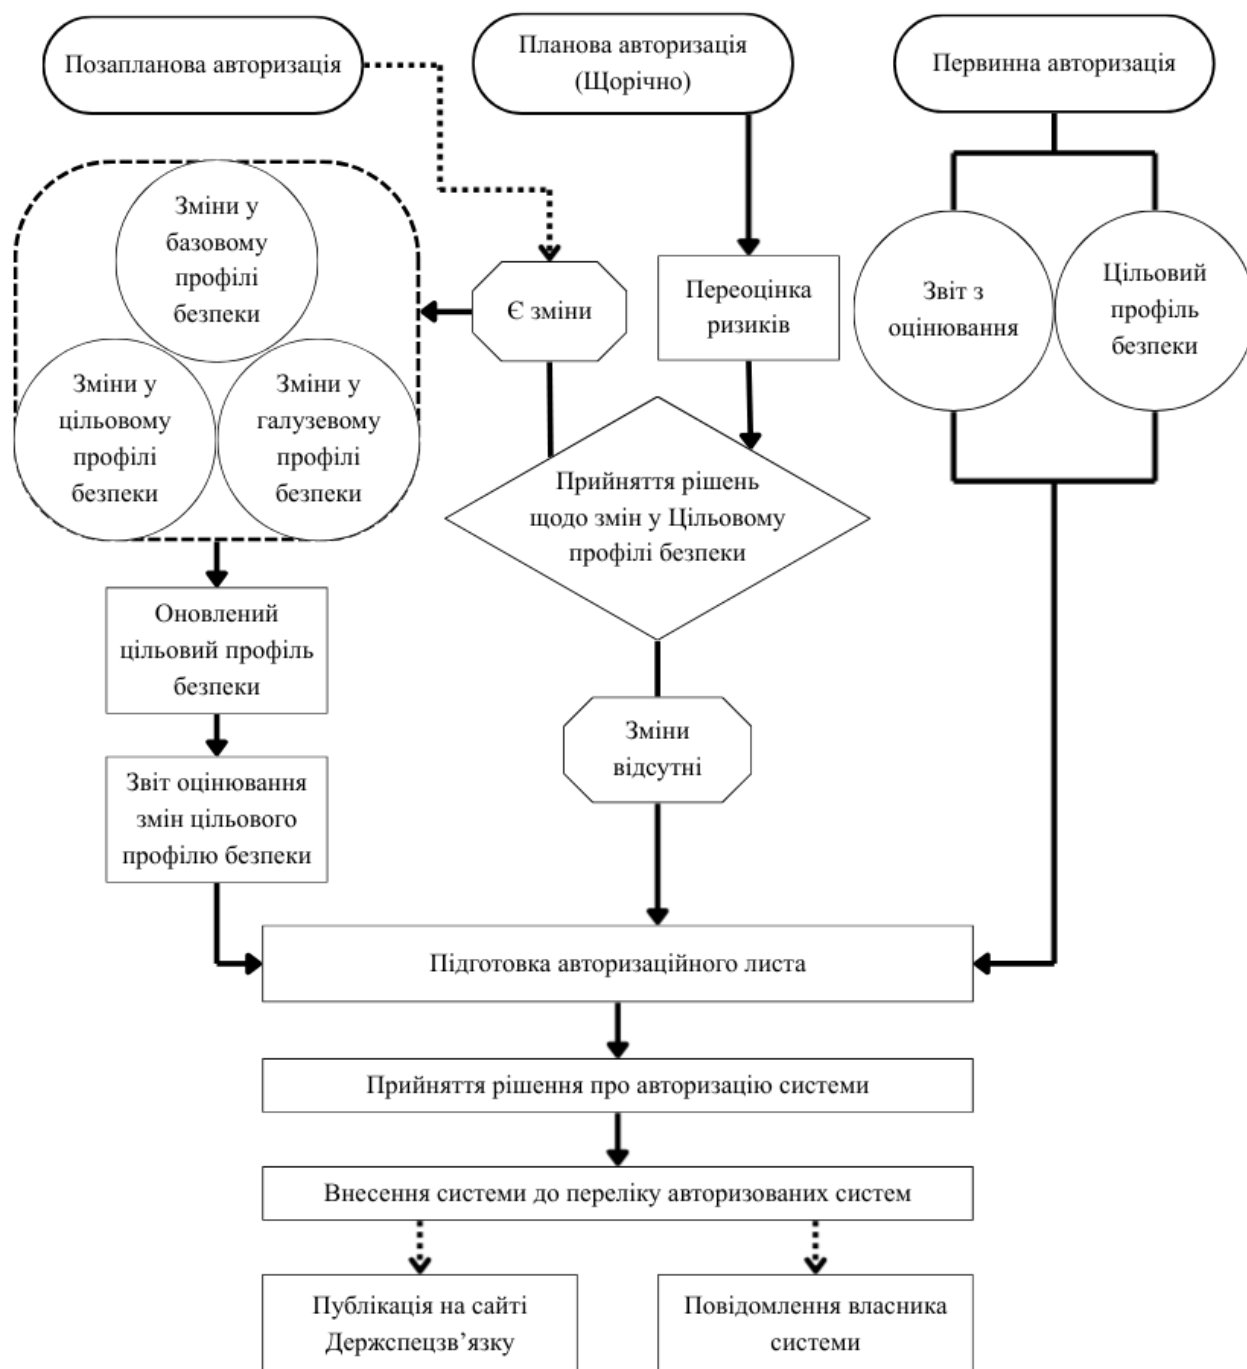 Позапланова авторизація
Планова авторизація
(Щорічно)
Первинна авторизація
Зміни у
базовому
профілі
безпеки
Є зміни
Переоцінка
ризиків
Звіт з
оцінювання
Цільовий
профіль
безпеки
Зміни у
цільовому
профілі
безпеки
Зміни у
галузевому
профілі
безпеки
Прийняття рішень
щодо змін у Цільовому
профілі безпеки
Оновлений
цільовий профіль
безпеки
Зміни
відсутні
Звіт оцінювання
змін цільового
профілю безпеки
Підготовка авторизаційного листа
Прийняття рішення про авторизацію системи
Внесення системи до переліку авторизованих систем
Публікація на сайті
Держспецзв’язку
Повідомлення власника
системи